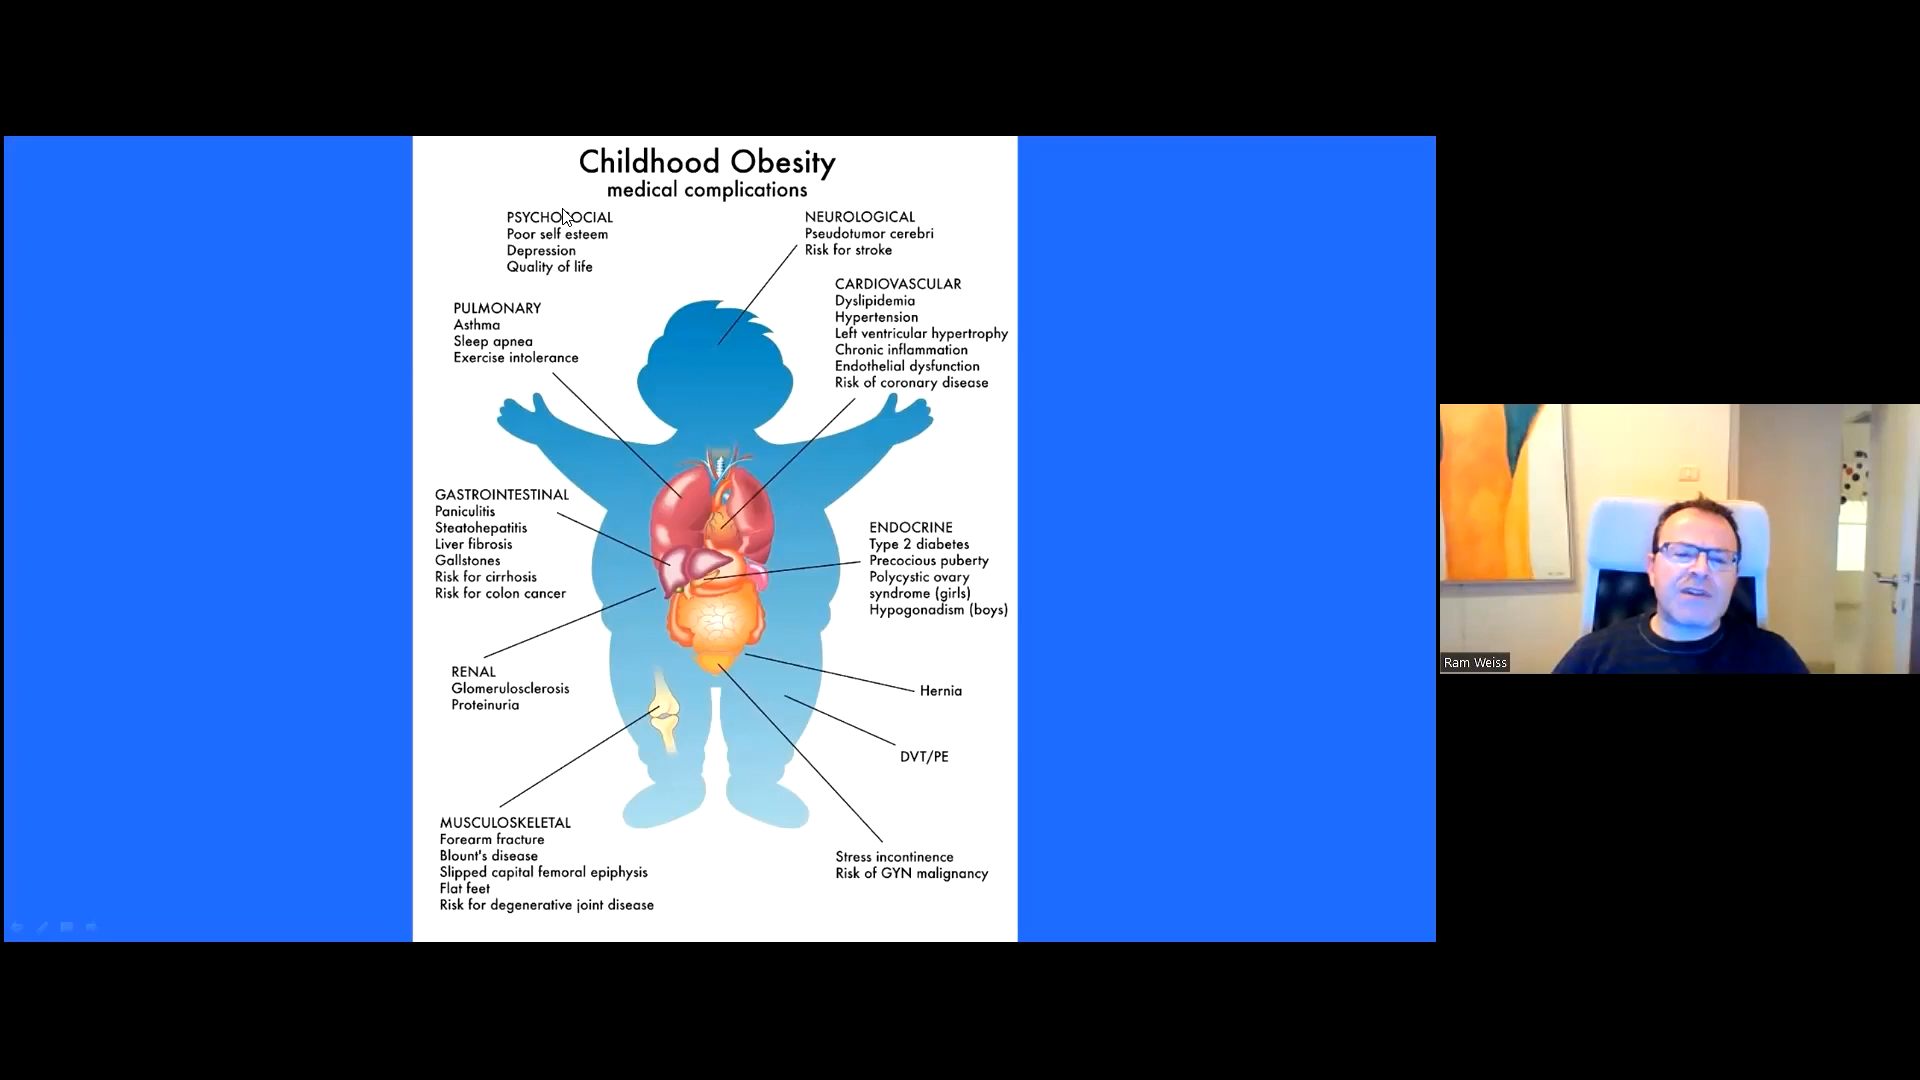 Childhood Obesity
medical complications
PSYCHOSOCIAL
Poor self esteem
Depression
Quality of life
NEUROLOGICAL
Pseudotumor cerebri
Risk for stroke
CARDIOVASCULAR
Dyslipidemia
Hypertension
Left ventricular hypertrophy
Chronic inflammation
Endothelial dysfunction
Risk of coronary disease
PULMONARY
Asthma
Sleep apnea
Exercise intolerance
GASTROINTESTINAL
Paniculitis
Steatohepatitis
Liver fibrosis
Gallstones
Risk for cirrhosis
Risk for colon cancer
ENDOCRINE
Type 2 diabetes
Precocious puberty
Polycystic ovary
syndrome (girls)
Hypogonadism (boys)
RENAL
Glomerulosclerosis
Proteinuria
Hernia
DVT/PE
MUSCULOSKELETAL
Forearm fracture
Blount's disease
Slipped capital femoral epiphysis
Flat feet
Risk for degenerative joint disease
Stress incontinence
Risk of GYN malignancy
Ram Weiss